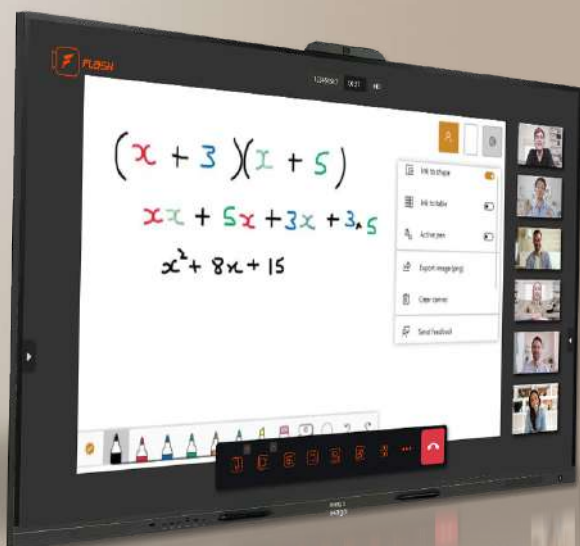 FLASH
(x + 3)(x + 5)
xx + 5x + 3x + 3.5
x² + 8x + 15
Ink to shape
Ink to table
Active pen
Export image (png)
Clear canvas
Send feedback